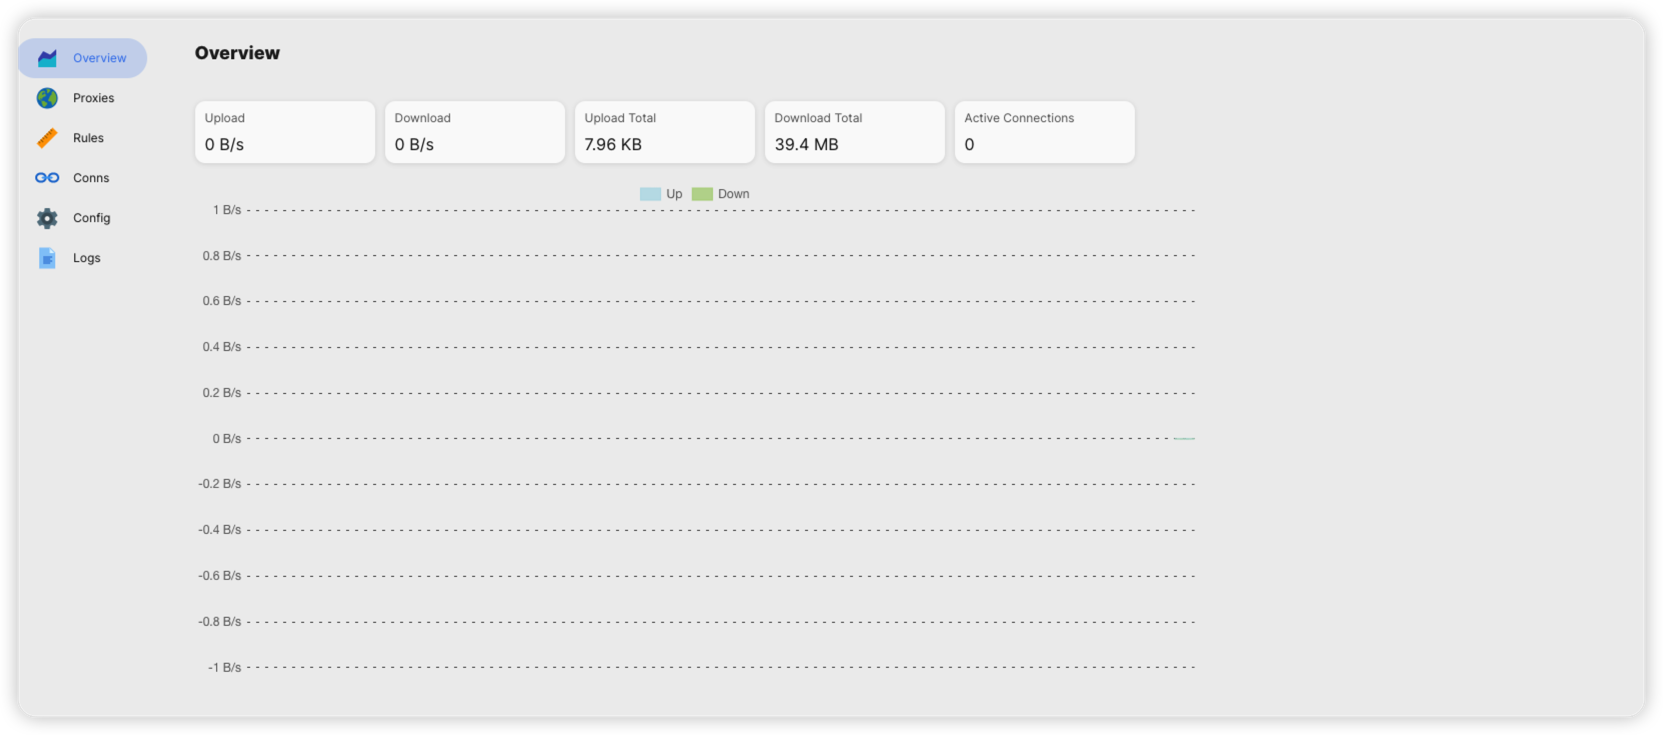 Overview
Proxies
Rules
Conns
Config
Logs
Overview
Upload
0 B/s
Download
0 B/s
Upload Total
7.96 KB
Download Total
39.4 MB
Active Connections
0
Up
Down
1 B/s
0.8 B/s
0.6 B/s
0.4 B/s
0.2 B/s
0 B/s
-0.2 B/s
-0.4 B/s
-0.6 B/s
-0.8 B/s
-1 B/s